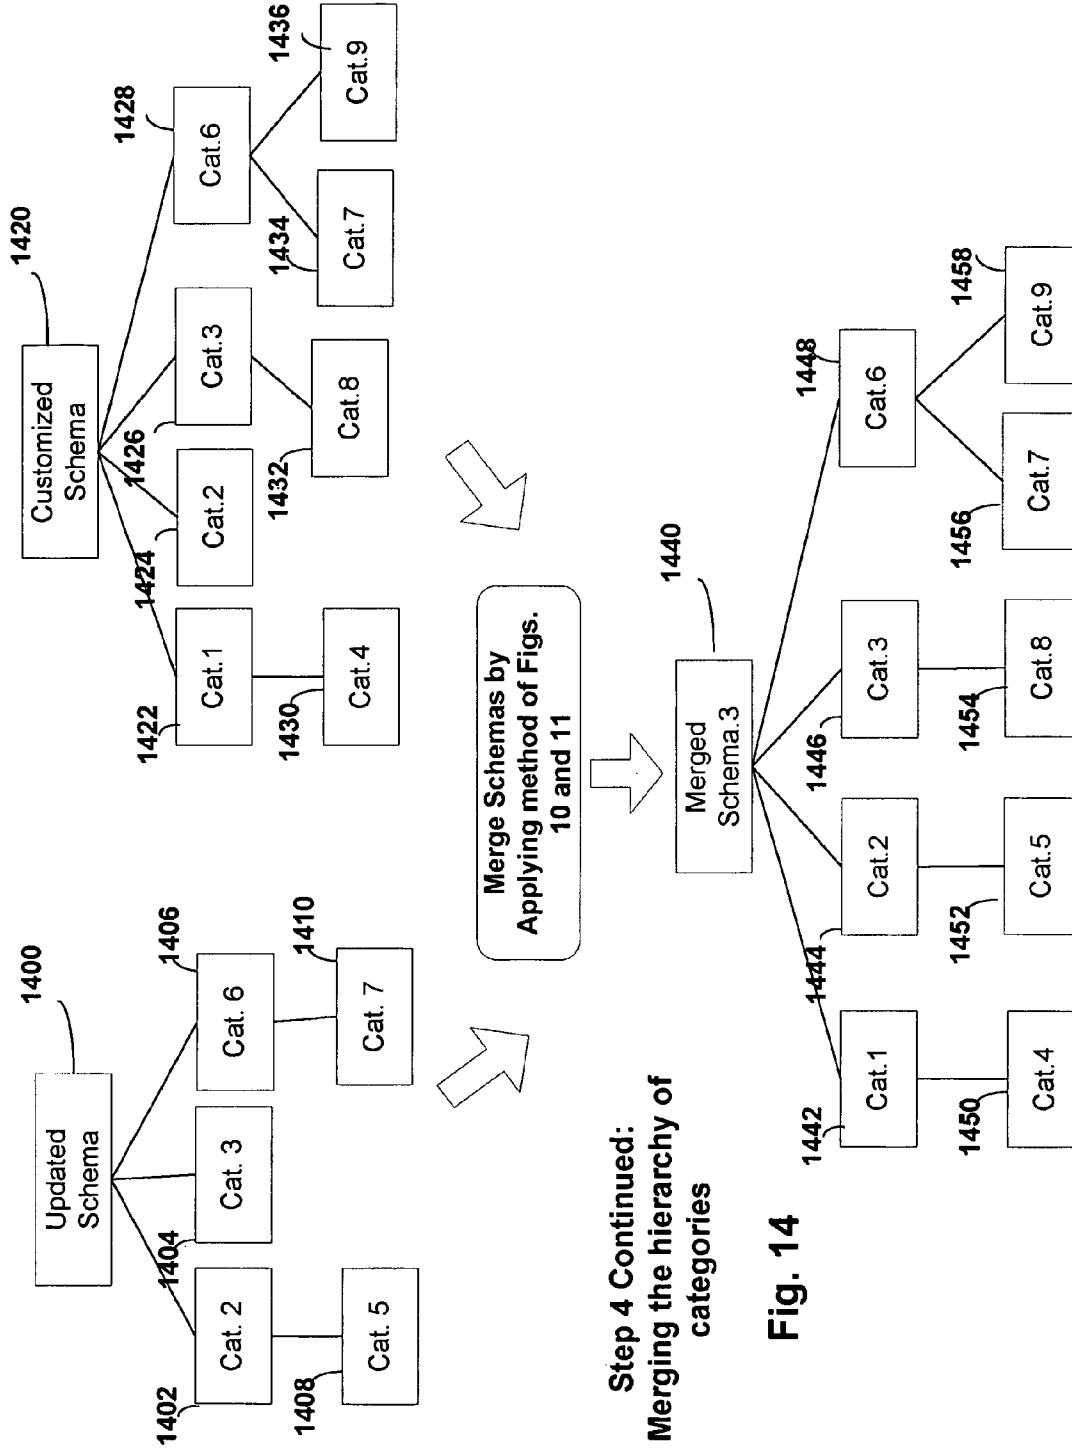 1400
Updated
Schema
1402
Cat. 2
1404
Cat. 3
1406
Cat. 6
1408
Cat. 5
1410
Cat. 7
1420
Customized
Schema
1422
Cat.1
1424
Cat.2
1426
Cat.3
1428
Cat.6
1430
Cat.4
1432
Cat.8
1434
Cat.7
1436
Cat.9
Merge Schemas by
Applying method of Figs.
10 and 11
Step 4 Continued:
Merging the hierarchy of
categories
1440
Merged
Schema.3
1442
Cat.1
1444
Cat.2
1446
Cat.3
1448
Cat.6
1450
Cat.4
1452
Cat.5
1454
Cat.8
1456
Cat.7
1458
Cat.9
Fig. 14